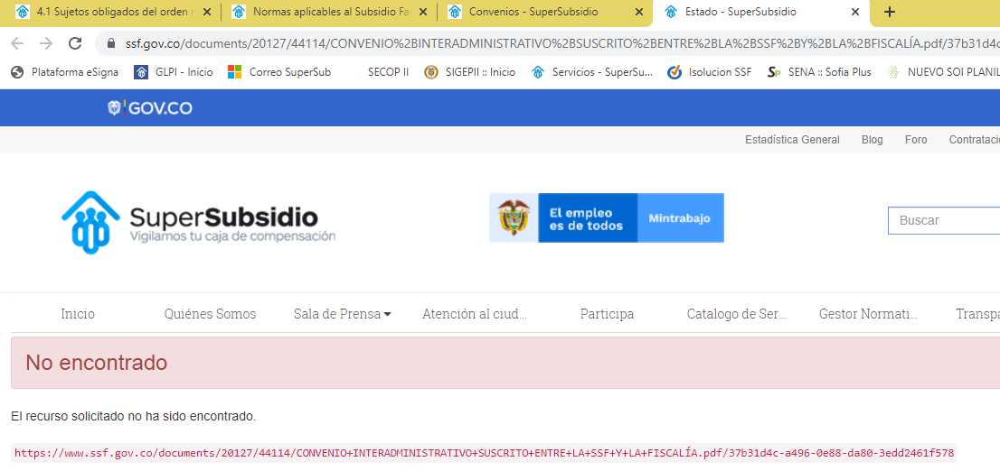 4.1 Sujetos obligados del orden n
Normas aplicables al Subsidio Fa
Convenios - SuperSubsidio
Estado - SuperSubsidio
ssf.gov.co/documents/20127/44114/CONVENIO%2BINTERADMINISTRATIVO%2BSUSCRITO%2BENTRE%2BLA%2BSSF%2BY%2BLA%2BFISCALÍA.pdf/37b31d4c
Plataforma eSigna
GLPI - Inicio
Correo SuperSub
SECOP II
SIGEPII :: Inicio
Servicios - SuperSu...
Isolucion SSF
SENA :: Sofia Plus
NUEVO SOI PLANIL
GOV.CO
Estadística General Blog Foro Contratació
SuperSubsidio
Vigilamos tu caja de compensación
El empleo
es de todos
Mintrabajo
Buscar
Inicio Quiénes Somos Sala de Prensa Atención al ciud... Participa Catalogo de Ser... Gestor Normati... Transpa
No encontrado
El recurso solicitado no ha sido encontrado.
https://www.ssf.gov.co/documents/20127/44114/CONVENIO+INTERADMINISTRATIVO+SUSCRITO+ENTRE+LA+SSF+Y+LA+FISCALÍA.pdf/37b31d4c-a496-0e88-da80-3edd2461f578